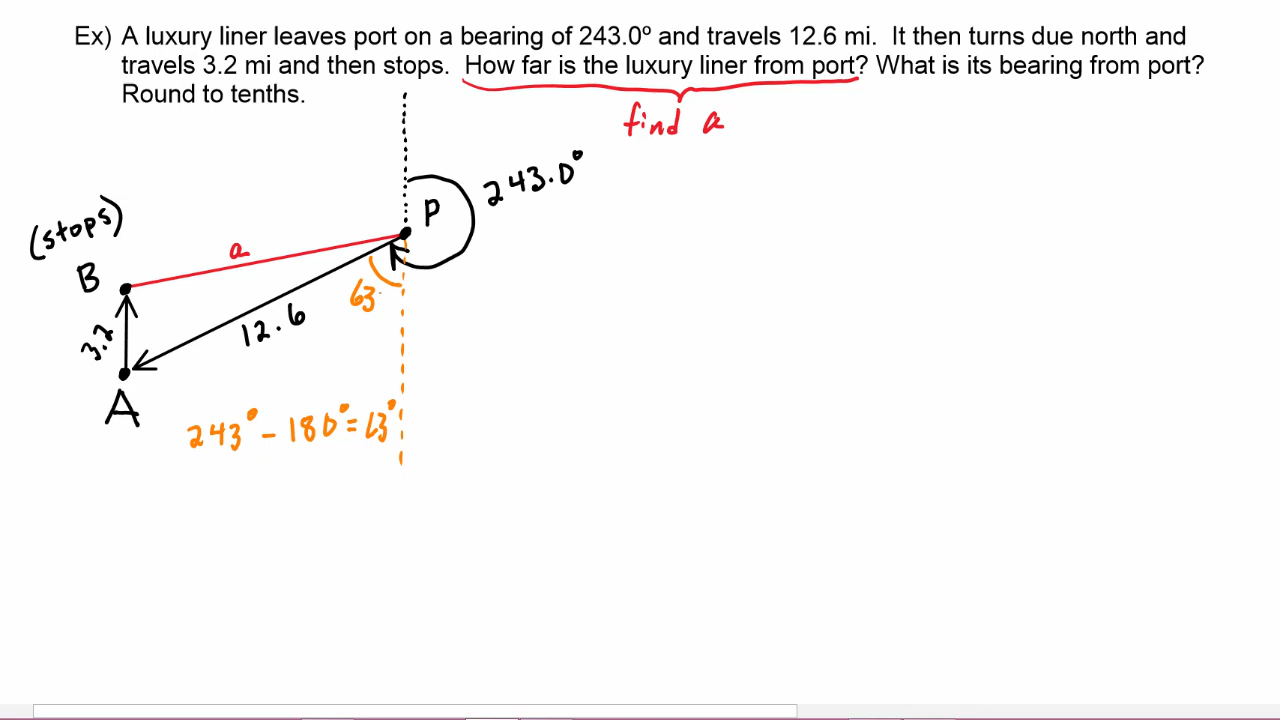 Ex) A luxury liner leaves port on a bearing of 243.0º and travels 12.6 mi. It then turns due north and
travels 3.2 mi and then stops. How far is the luxury liner from port? What is its bearing from port?
Round to tenths.
find a
243.0°
P
(stops)
a
B
63
12.6
3.2
A
243° - 180° = 63°